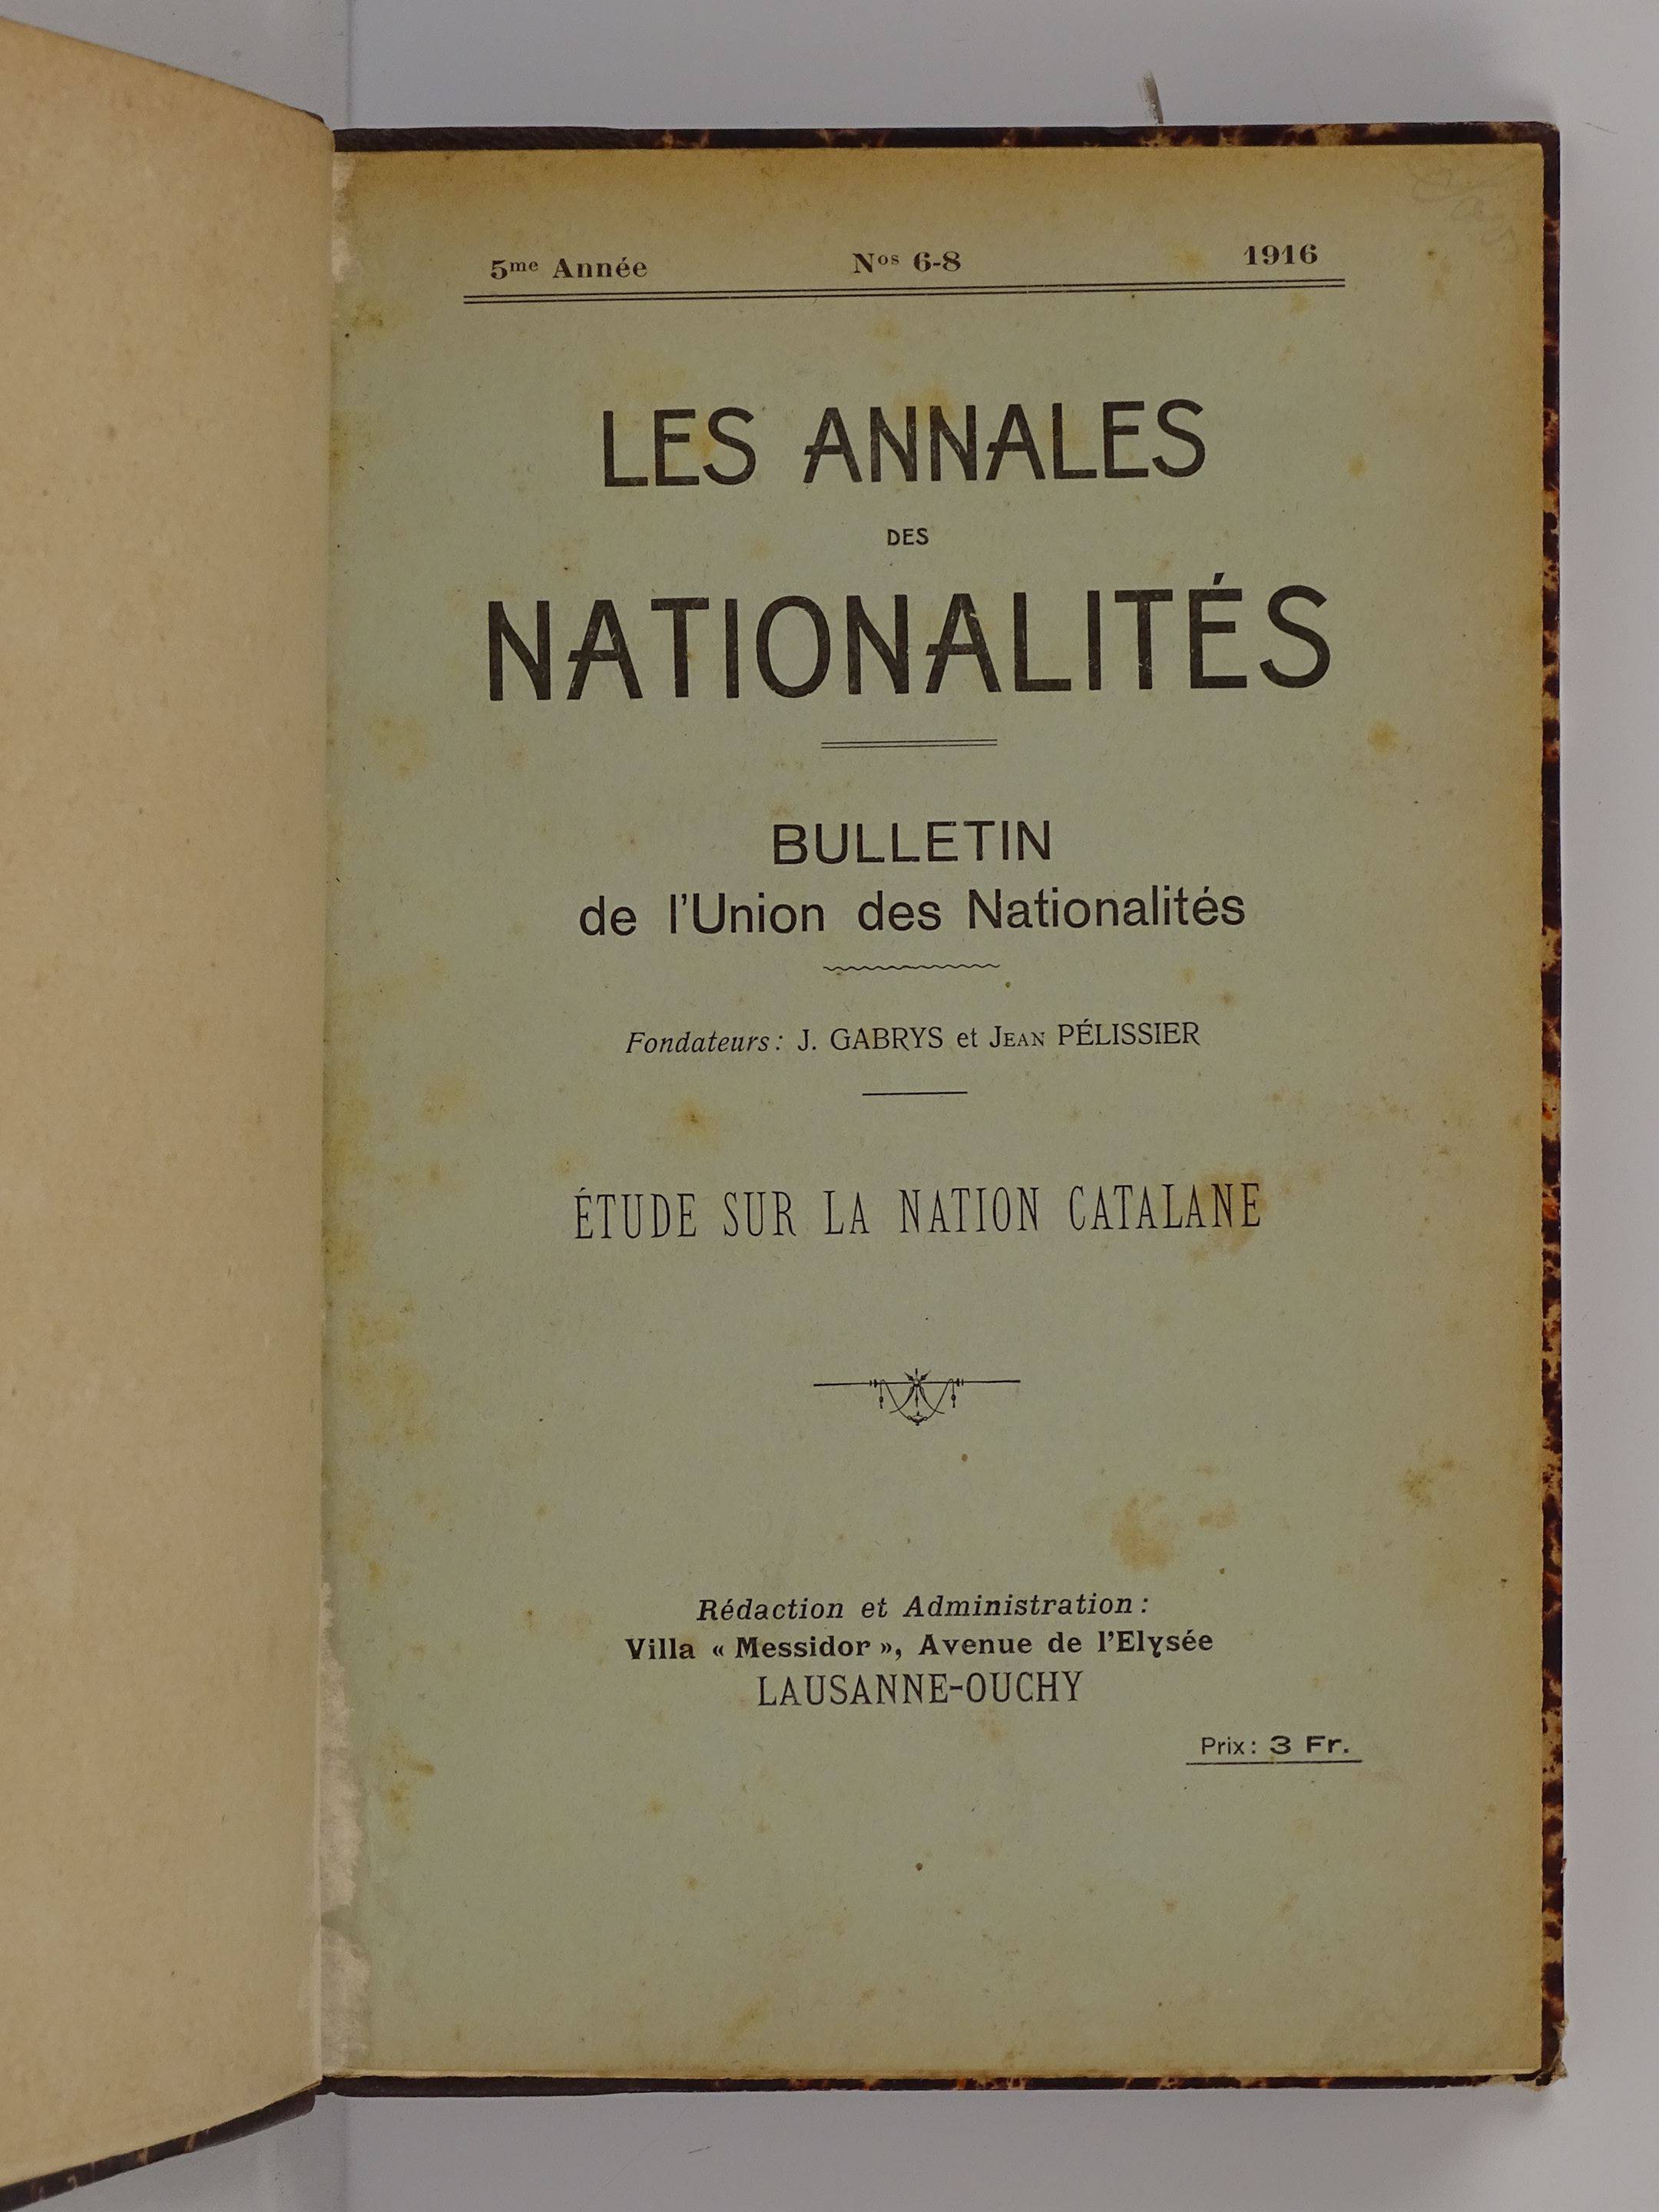 5me Année Nos 6-8 1916
LES ANNALES
DES
NATIONALITÉS
BULLETIN
de l'Union des Nationalités
Fondateurs: J. GABRYS et JEAN PÉLISSIER
ÉTUDE SUR LA NATION CATALANE
Rédaction et Administration:
Villa « Messidor », Avenue de l'Elysée
LAUSANNE-OUCHY
Prix: 3 Fr.